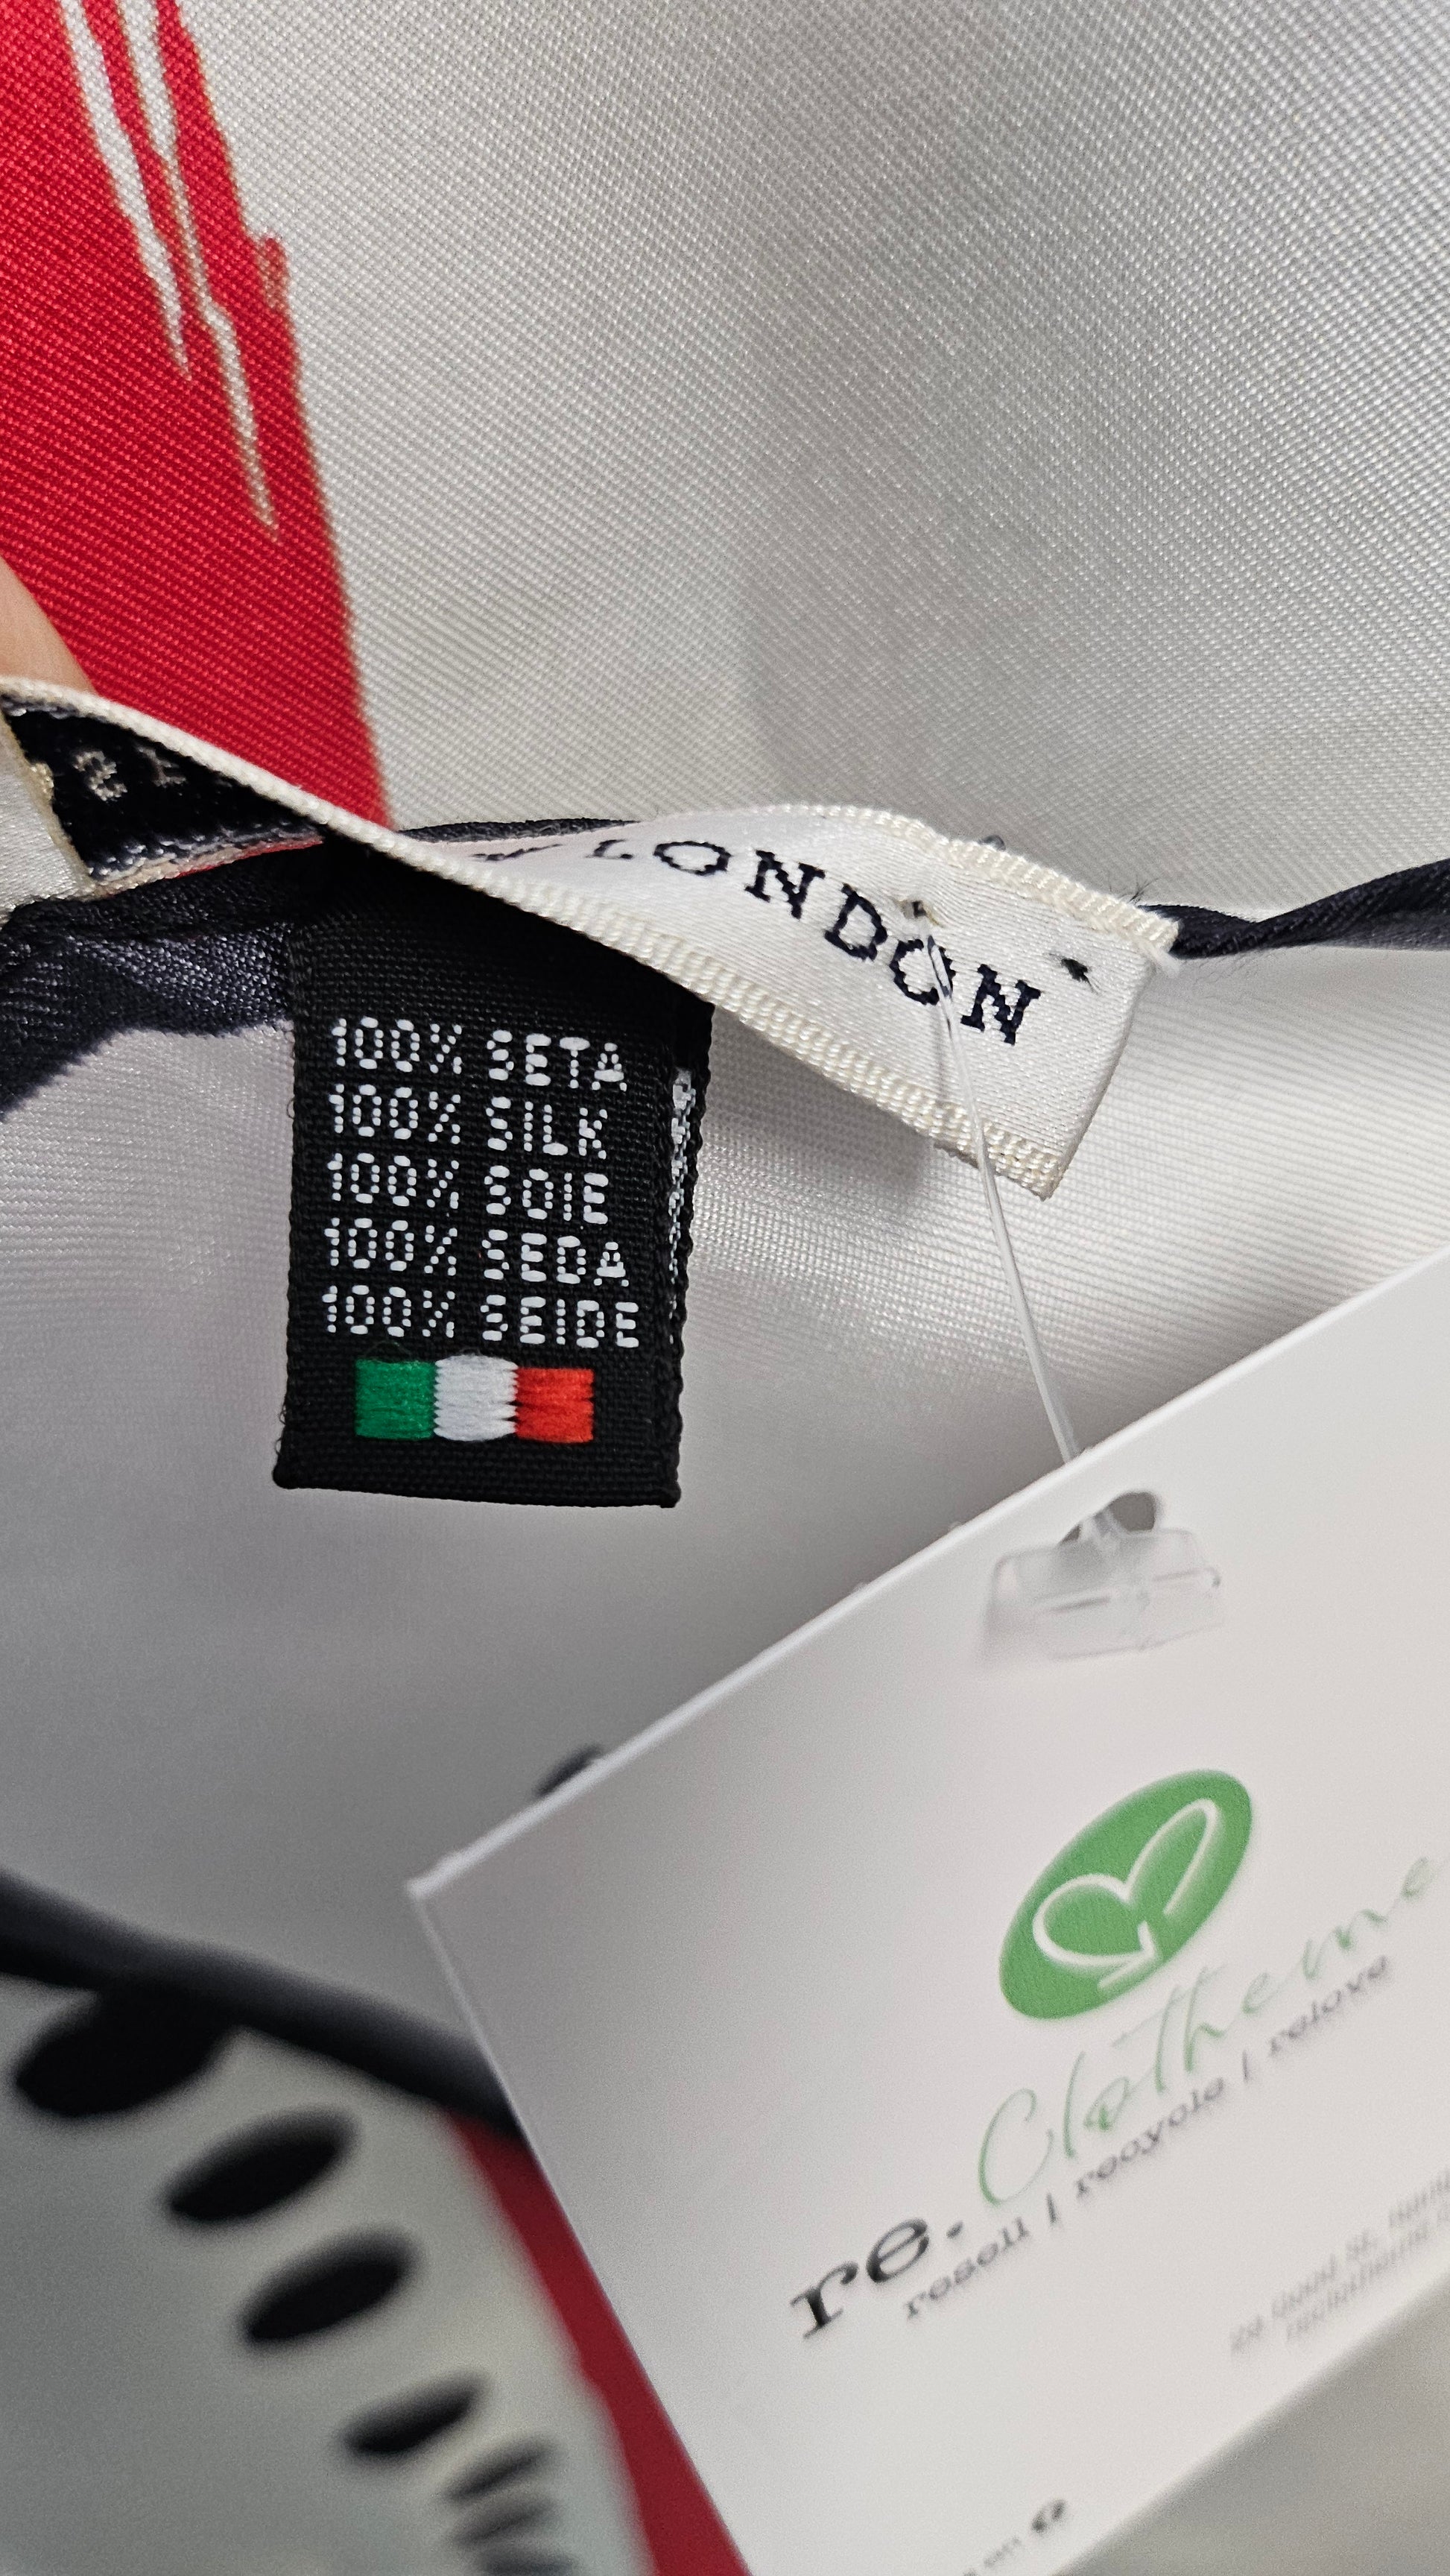 LONDON
100% SETA
100% SILK
100% SOIE
100% SEDA
100% SEIDE
re. Clotheme
resell | recycle | relove